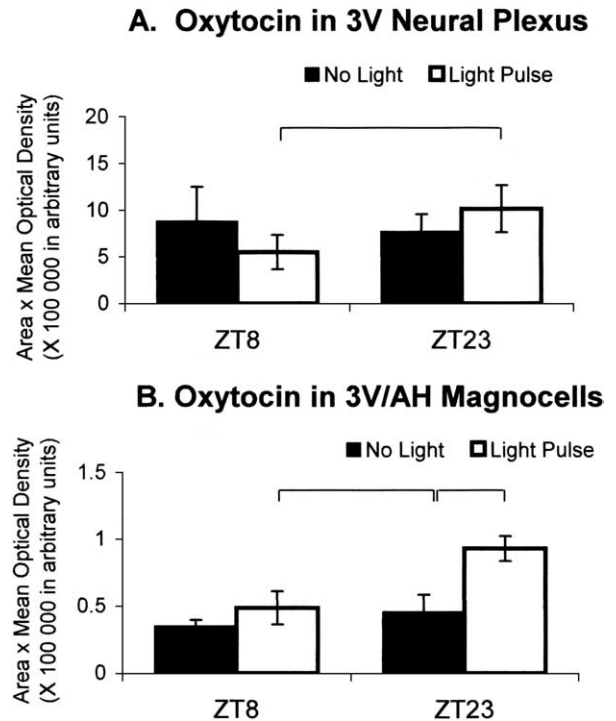 A. Oxytocin in 3V Neural Plexus
No Light Light Pulse
Area x Mean Optical Density
(X 100 000 in arbitrary units)
20
15
10
5
0
ZT8 ZT23
B. Oxytocin in 3V/AH Magnocells
No Light Light Pulse
Area x Mean Optical Density
(X 100 000 in arbitrary units)
1.5
1
0.5
0
ZT8 ZT23